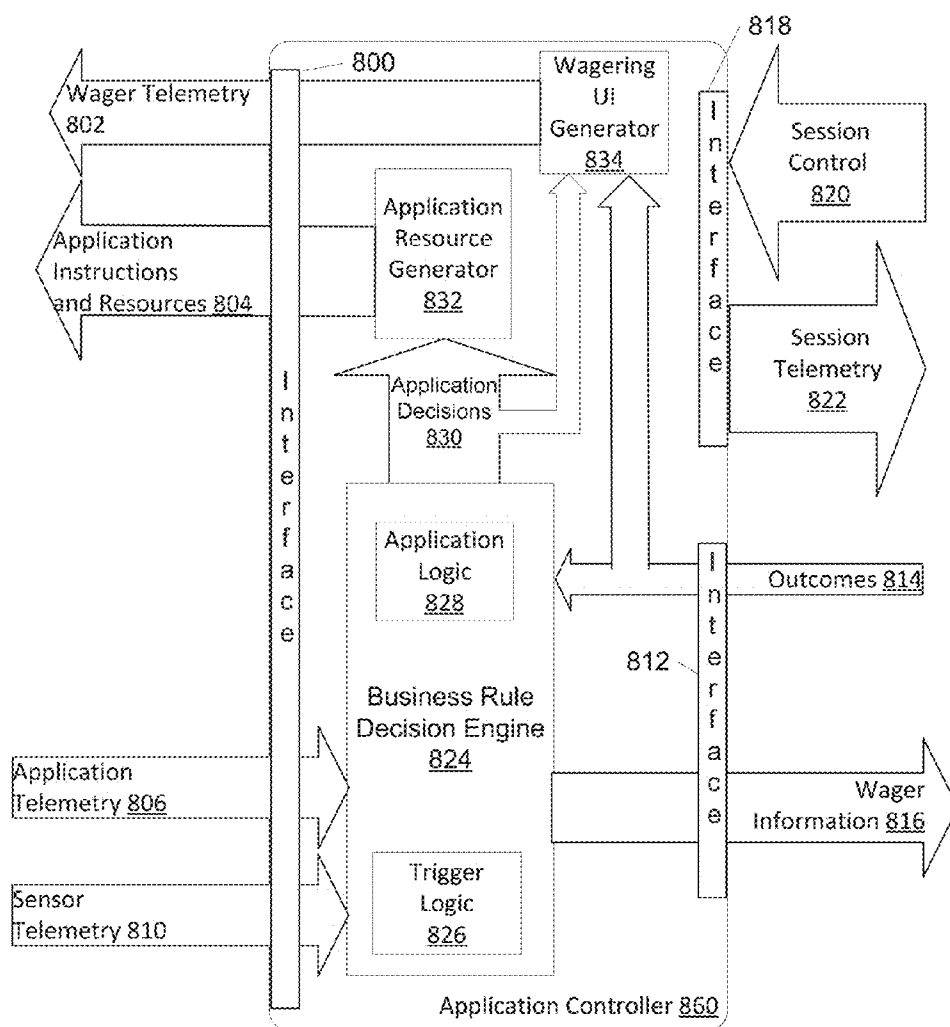 818
800
Wager Telemetry
802
Wagering
UI
Generator
834
Interface
Session
Control
820
Application
Resource
Generator
832
Application
Instructions
and Resources 804
Session
Telemetry
822
Application
Decisions
830
Interface
Application
Logic
828
Interface
Outcomes 814
812
Business Rule
Decision Engine
824
Application
Telemetry 806
Wager
Information 816
Trigger
Logic
826
Sensor
Telemetry 810
Application Controller 860